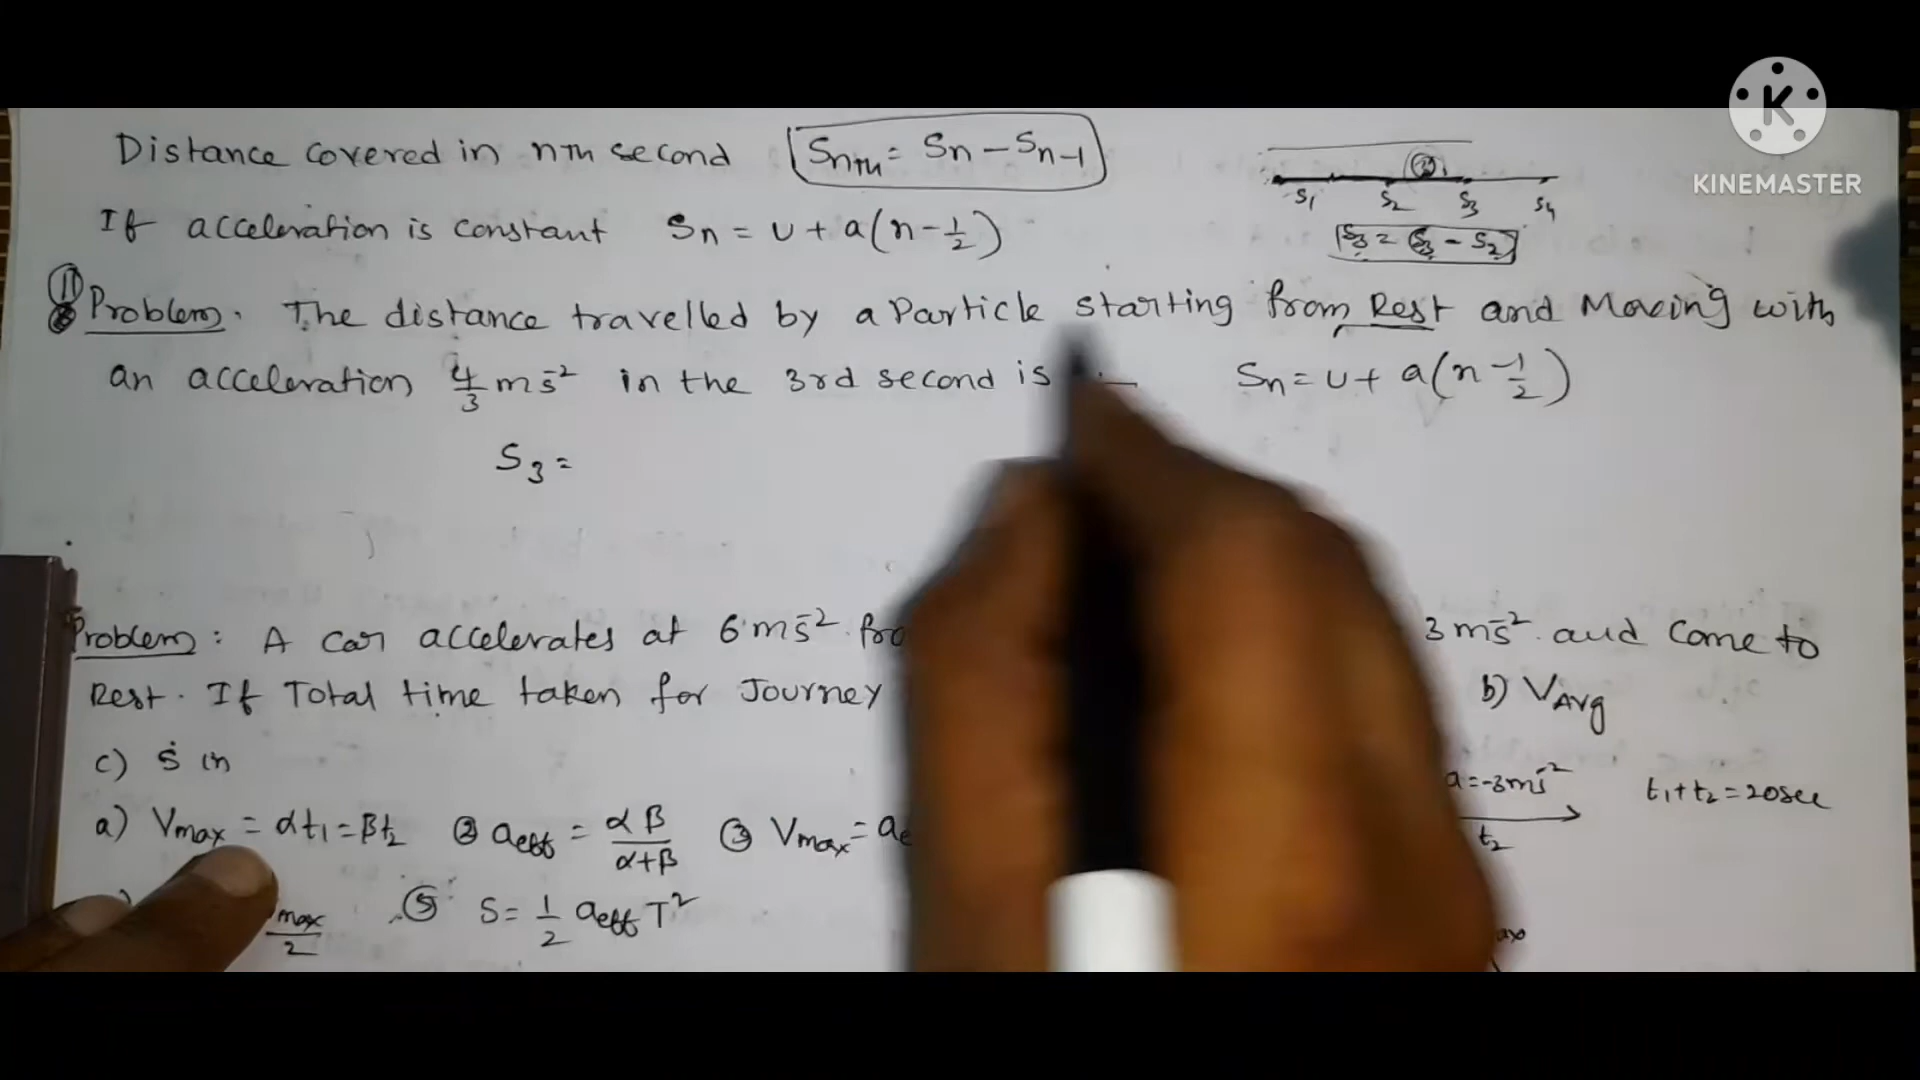 Distance covered in nTH second Snth = Sn - Sn-1
S1 S2 S3 S4
If acceleration is constant Sn = u + a(n - 1/2)
S3 = S3 - S2
KINEMASTER
11 Problem. The distance travelled by a Particle starting from Rest and Moving with
an acceleration 4/3 ms⁻² in the 3rd second is Sn = u + a(n - 1/2)
S3 =
Problem: A car accelerates at 6 ms⁻² 3 ms⁻² and come to
Rest. If Total time taken for Journey b) VAvg
c) S in
a = -3ms⁻² t1 + t2 = 20sec
t2
a) Vmax = αt1 = βt2 ② aeff = αβ/α+β ③ Vmax =
max/2 ⑤ S = 1/2 aeff T²